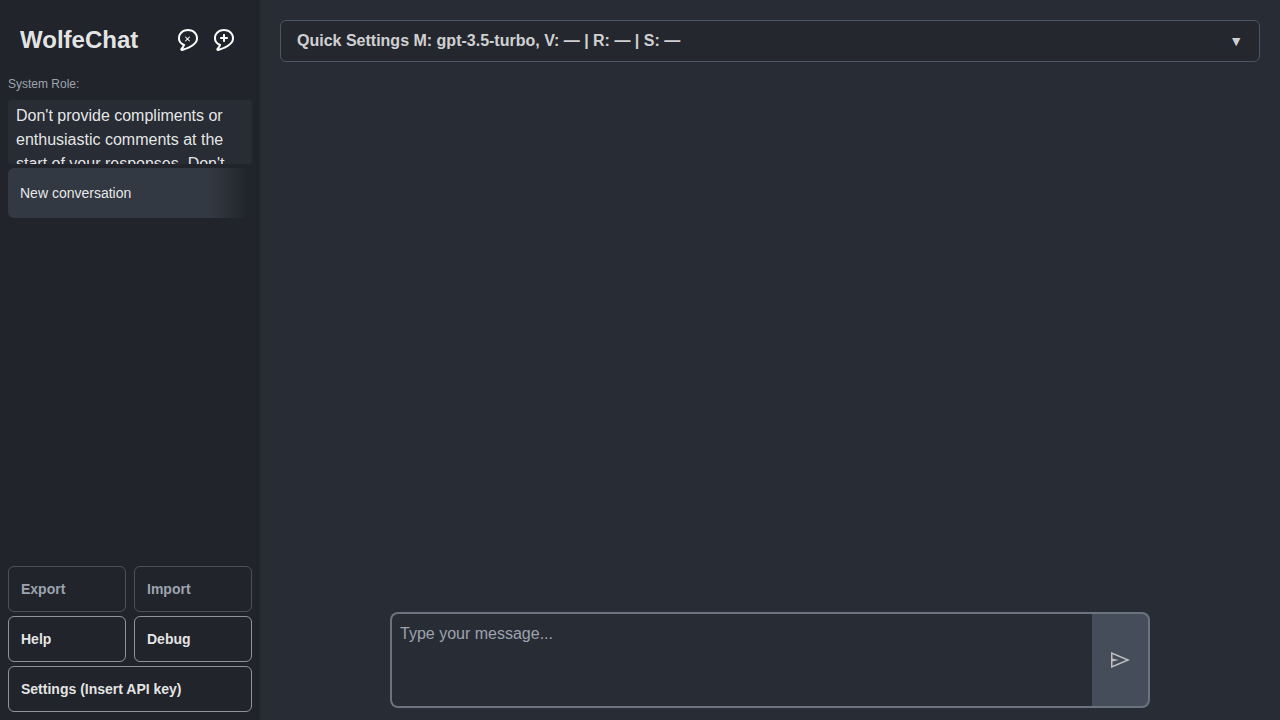 WolfeChat
System Role:
Don't provide compliments or
enthusiastic comments at the
start of your responses. Don't
New conversation
Export
Import
Help
Debug
Settings (Insert API key)
Quick Settings M: gpt-3.5-turbo, V: — | R: — | S: — ▼
Type your message...